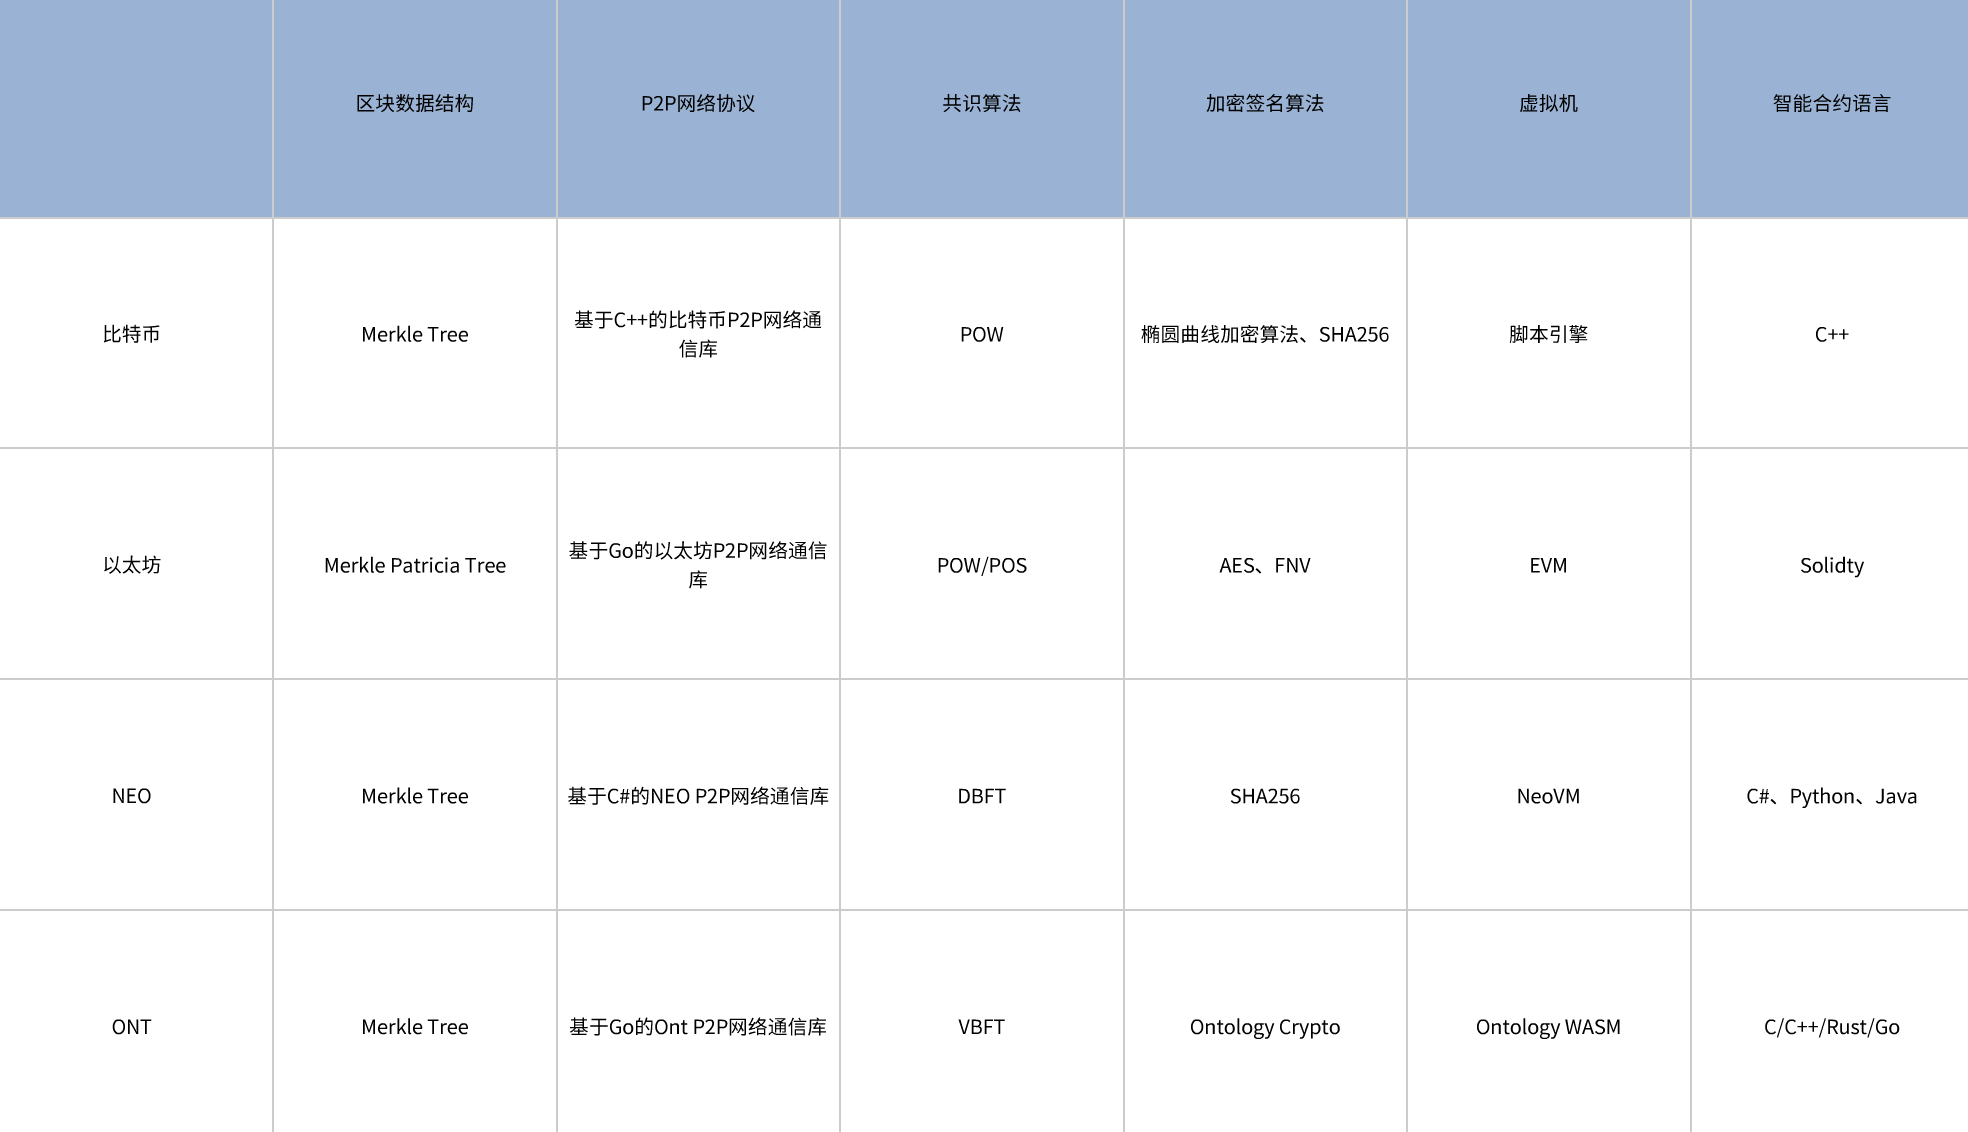 区块数据结构
P2P网络协议
共识算法
加密签名算法
虚拟机
智能合约语言
比特币
Merkle Tree
基于C++的比特币P2P网络通
信库
POW
椭圆曲线加密算法、SHA256
脚本引擎
C++
以太坊
Merkle Patricia Tree
基于Go的以太坊P2P网络通信
库
POW/POS
AES、FNV
EVM
Solidty
NEO
Merkle Tree
基于C#的NEO P2P网络通信库
DBFT
SHA256
NeoVM
C#、Python、Java
ONT
Merkle Tree
基于Go的Ont P2P网络通信库
VBFT
Ontology Crypto
Ontology WASM
C/C++/Rust/Go